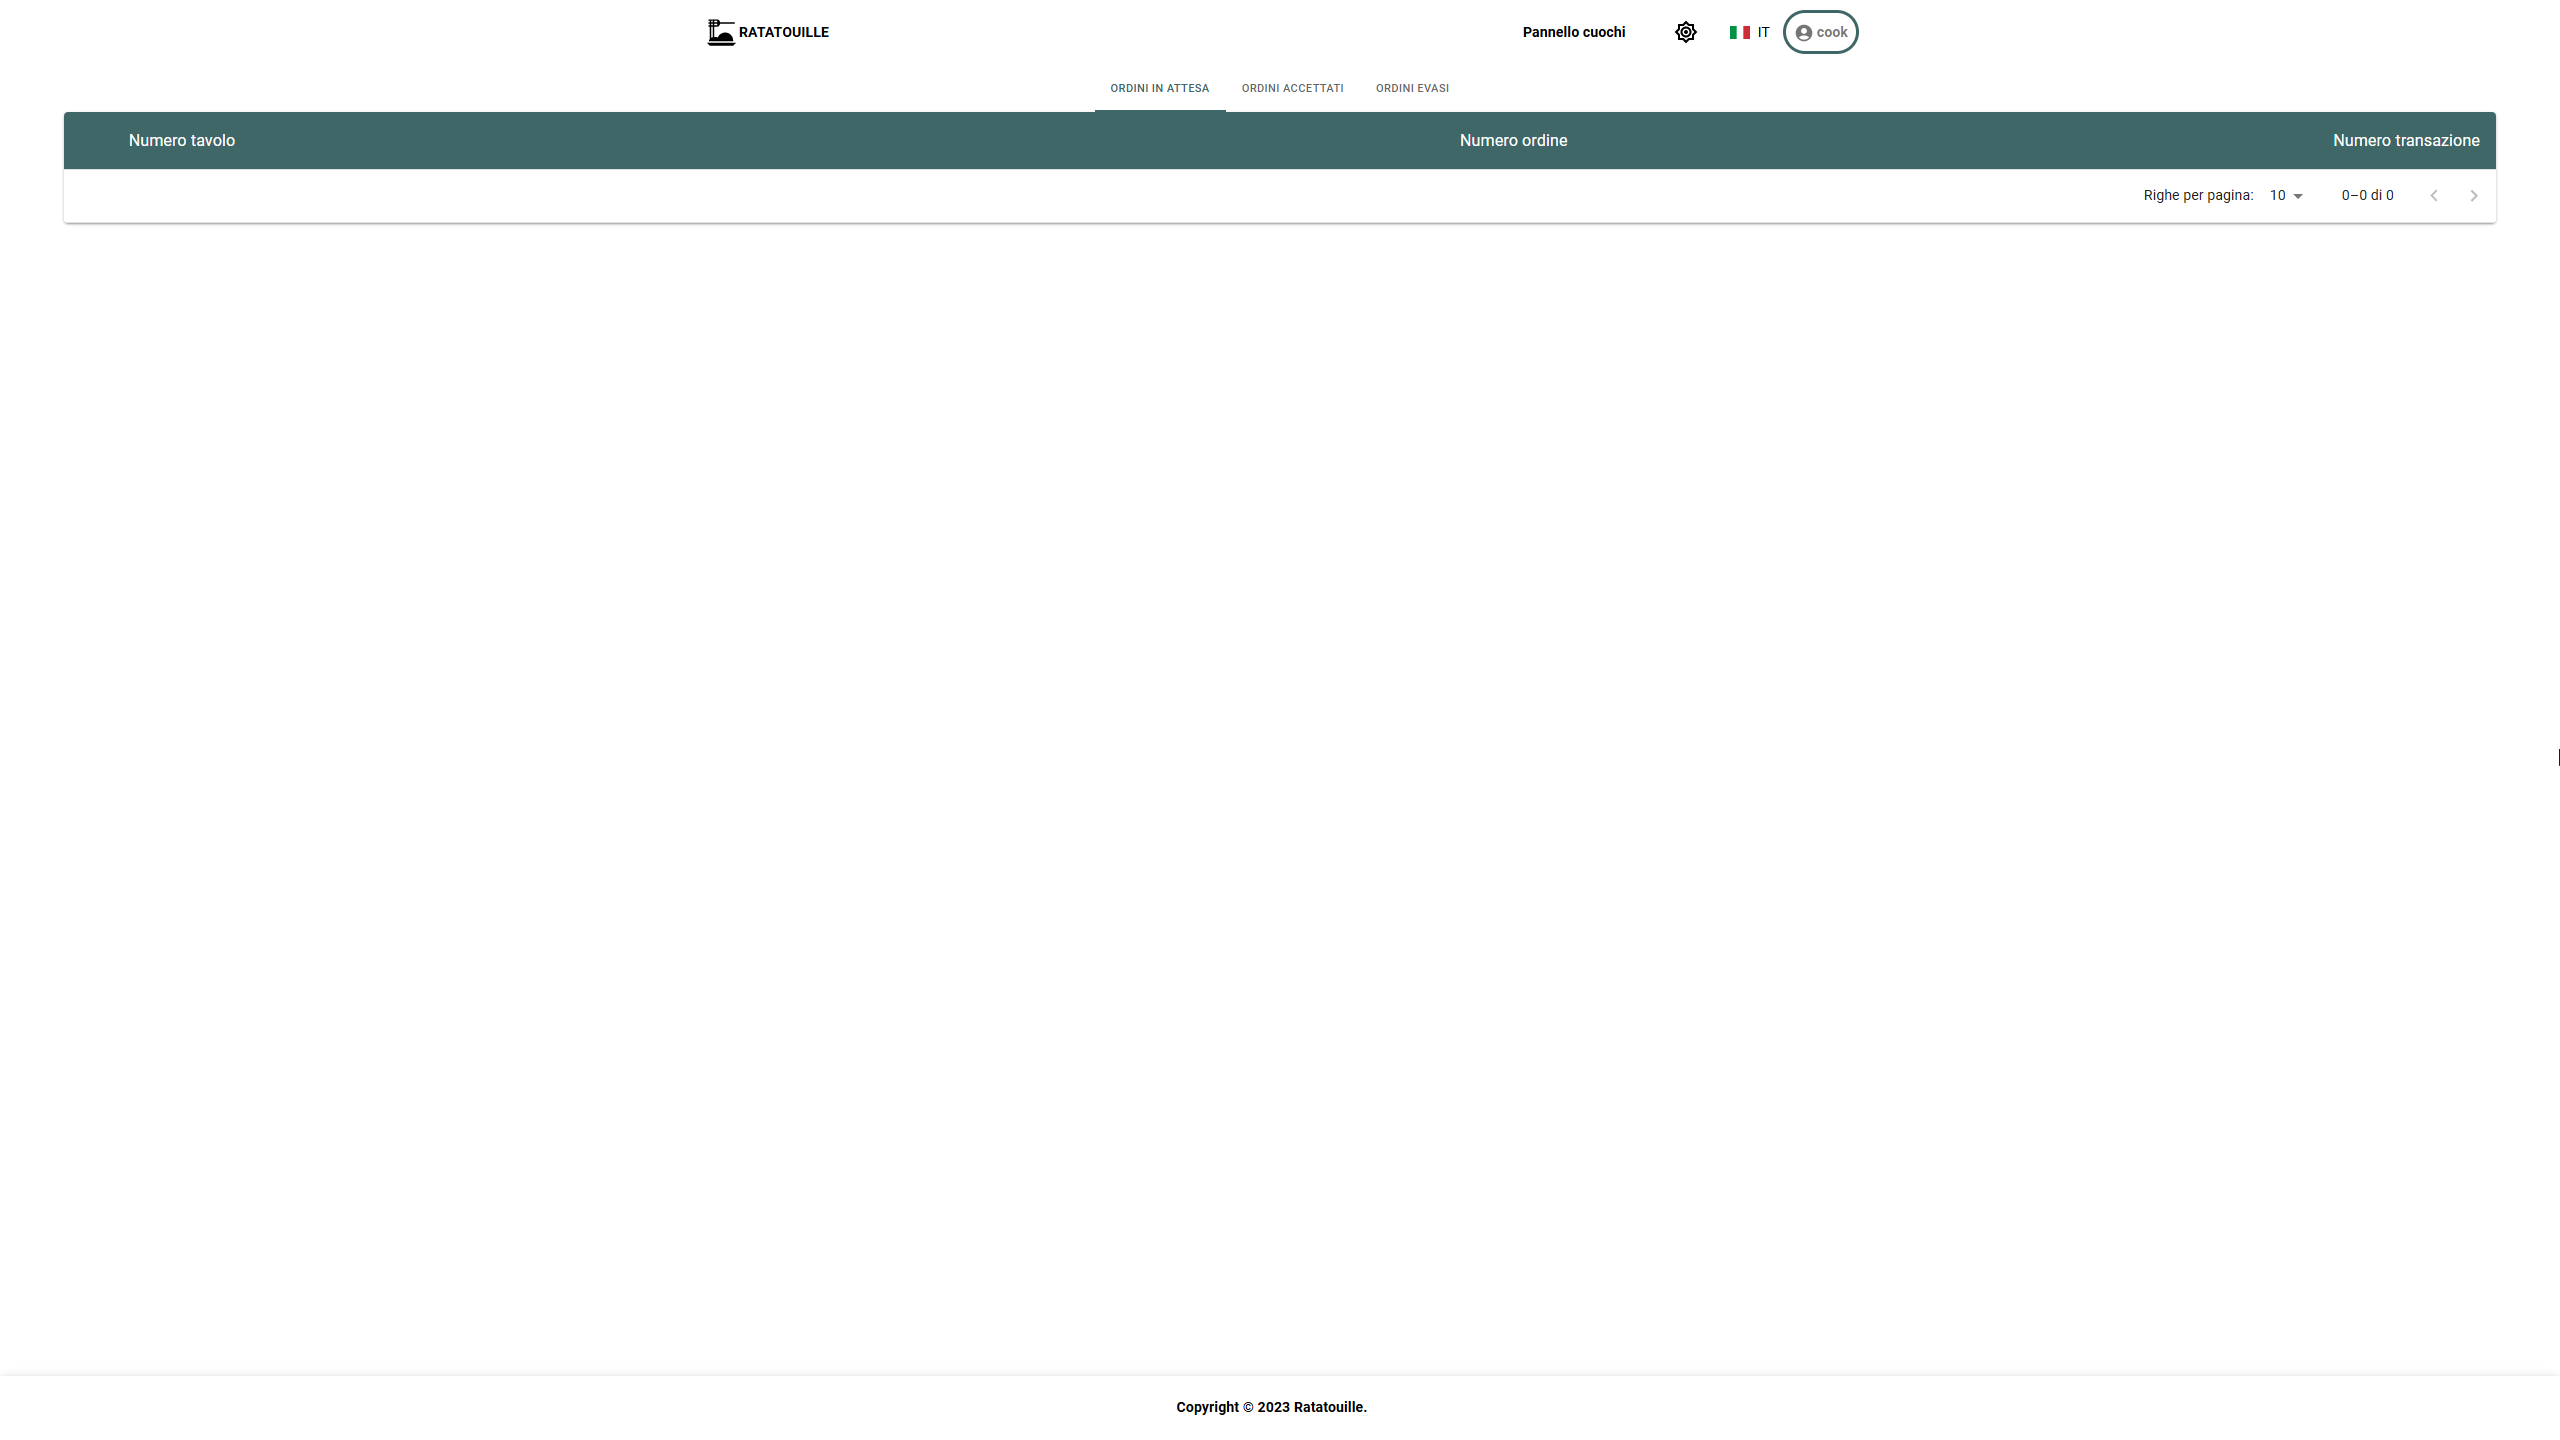 RATATOUILLE
Pannello cuochi
IT
cook
ORDINI IN ATTESA
ORDINI ACCETTATI
ORDINI EVASI
Numero tavolo
Numero ordine
Numero transazione
Righe per pagina:
10
0–0 di 0
Copyright © 2023 Ratatouille.